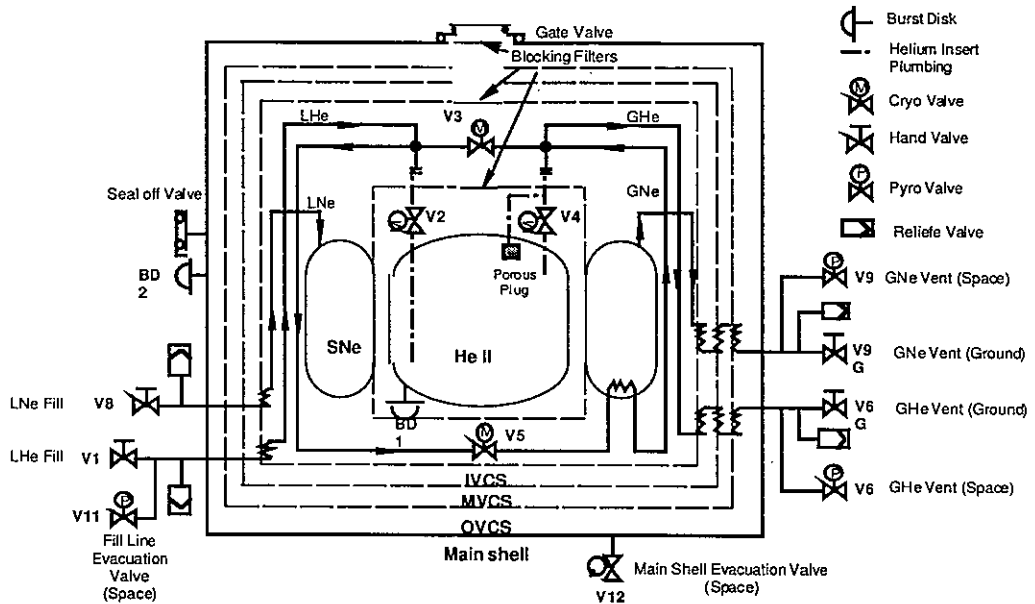 Gate Valve
Blocking Filters
LHe
V3
M
GHe
Seal off Valve
LNe
V2
V4
GNe
BD
2
Porous
Plug
SNe
He II
BD
1
LNe Fill
V8
LHe Fill
V1
P
V11
Fill Line
Evacuation
Valve
(Space)
M
V5
IVCS
MVCS
OVCS
Main shell
V12
Main Shell Evacuation Valve
(Space)
Burst Disk
Helium Insert
Plumbing
M
Cryo Valve
Hand Valve
P
Pyro Valve
Reliefe Valve
P
V9
GNe Vent (Space)
V9
G
GNe Vent (Ground)
V6
G
GHe Vent (Ground)
P
V6
GHe Vent (Space)